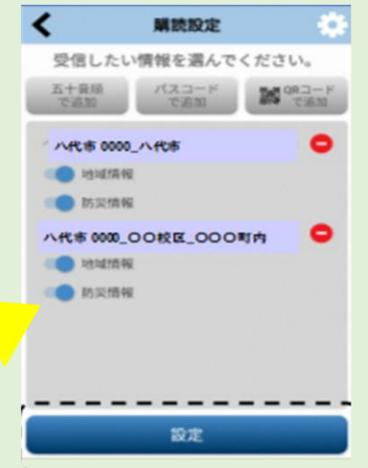 購読設定
受信したい情報を選んでください。
五十音順
で追加
パスコード
で追加
QRコード
で追加
八代市 0000_八代市
地域情報
防災情報
八代市 0000_〇〇校区_〇〇〇町内
地域情報
防災情報
設定